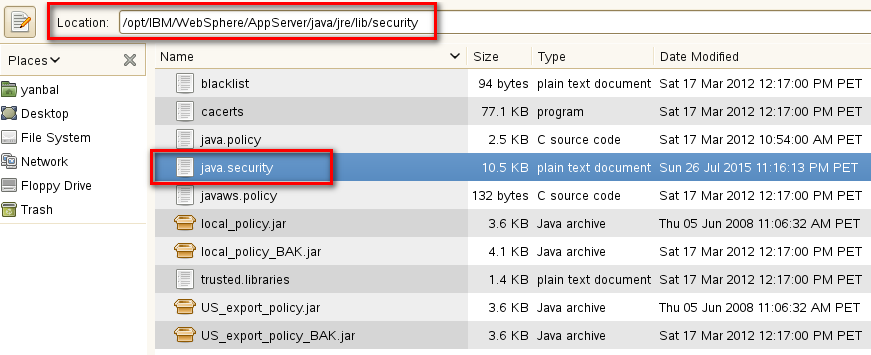 Location: /opt/IBM/WebSphere/AppServer/java/jre/lib/security
Places
Name Size Type Date Modified
yanbal
Desktop
File System
Network
Floppy Drive
Trash
blacklist 94 bytes plain text document Sat 17 Mar 2012 12:17:00 PM PET
cacerts 77.1 KB program Sat 17 Mar 2012 12:17:00 PM PET
java.policy 2.5 KB C source code Sat 17 Mar 2012 10:54:00 AM PET
java.security 10.5 KB plain text document Sun 26 Jul 2015 11:16:13 PM PET
javaws.policy 132 bytes C source code Sat 17 Mar 2012 12:17:00 PM PET
local_policy.jar 3.6 KB Java archive Thu 05 Jun 2008 11:06:32 AM PET
local_policy_BAK.jar 4.1 KB Java archive Sat 17 Mar 2012 12:17:00 PM PET
trusted.libraries 1.4 KB plain text document Sat 17 Mar 2012 12:17:00 PM PET
US_export_policy.jar 3.6 KB Java archive Thu 05 Jun 2008 11:06:32 AM PET
US_export_policy_BAK.jar 3.6 KB Java archive Sat 17 Mar 2012 12:17:00 PM PET